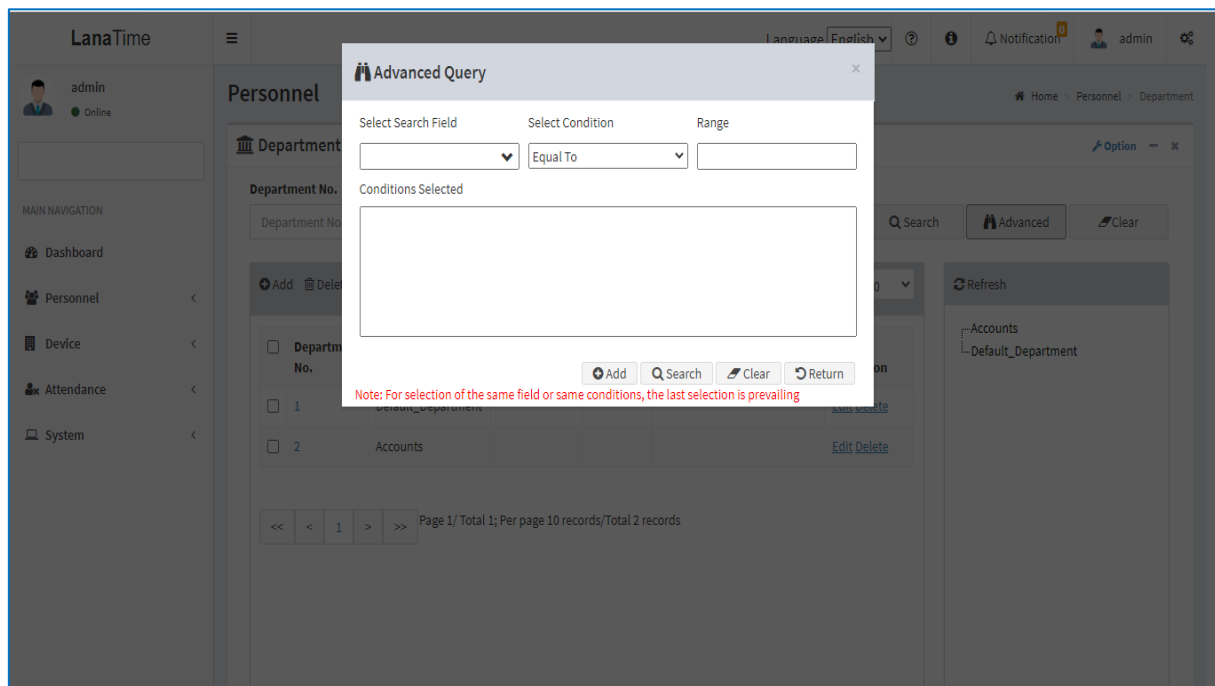 LanaTime
Language English
0
Notification
admin
admin
Online
Personnel
Home > Personnel > Department
Advanced Query
×
Select Search Field Select Condition Range
Equal To
Conditions Selected
Add Search Clear Return
Note: For selection of the same field or same conditions, the last selection is prevailing
Department
Option
Department No.
Department No
Search Advanced Clear
MAIN NAVIGATION
Dashboard
Personnel
Device
Attendance
System
Add
Refresh
Accounts
Default_Department
No.
1 Default_Department Edit Delete
2 Accounts Edit Delete
<< < 1 > >> Page 1/ Total 1; Per page 10 records/Total 2 records